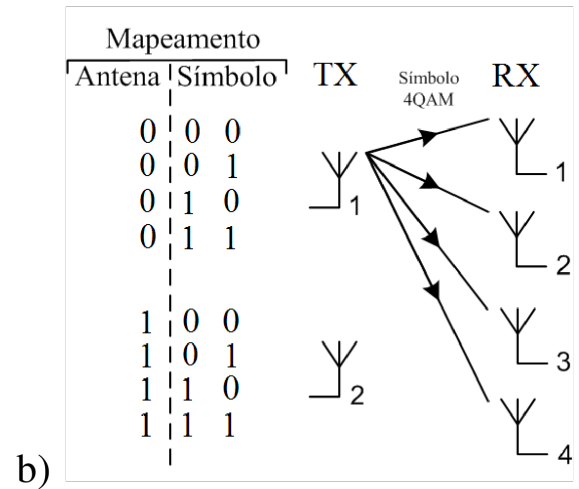 Mapeamento
Antena Símbolo TX Símbolo 4QAM RX
0 0 0
0 0 1
0 1 0
0 1 1
1 0 0
1 0 1
1 1 0
1 1 1
1
2
1
2
3
4
b)